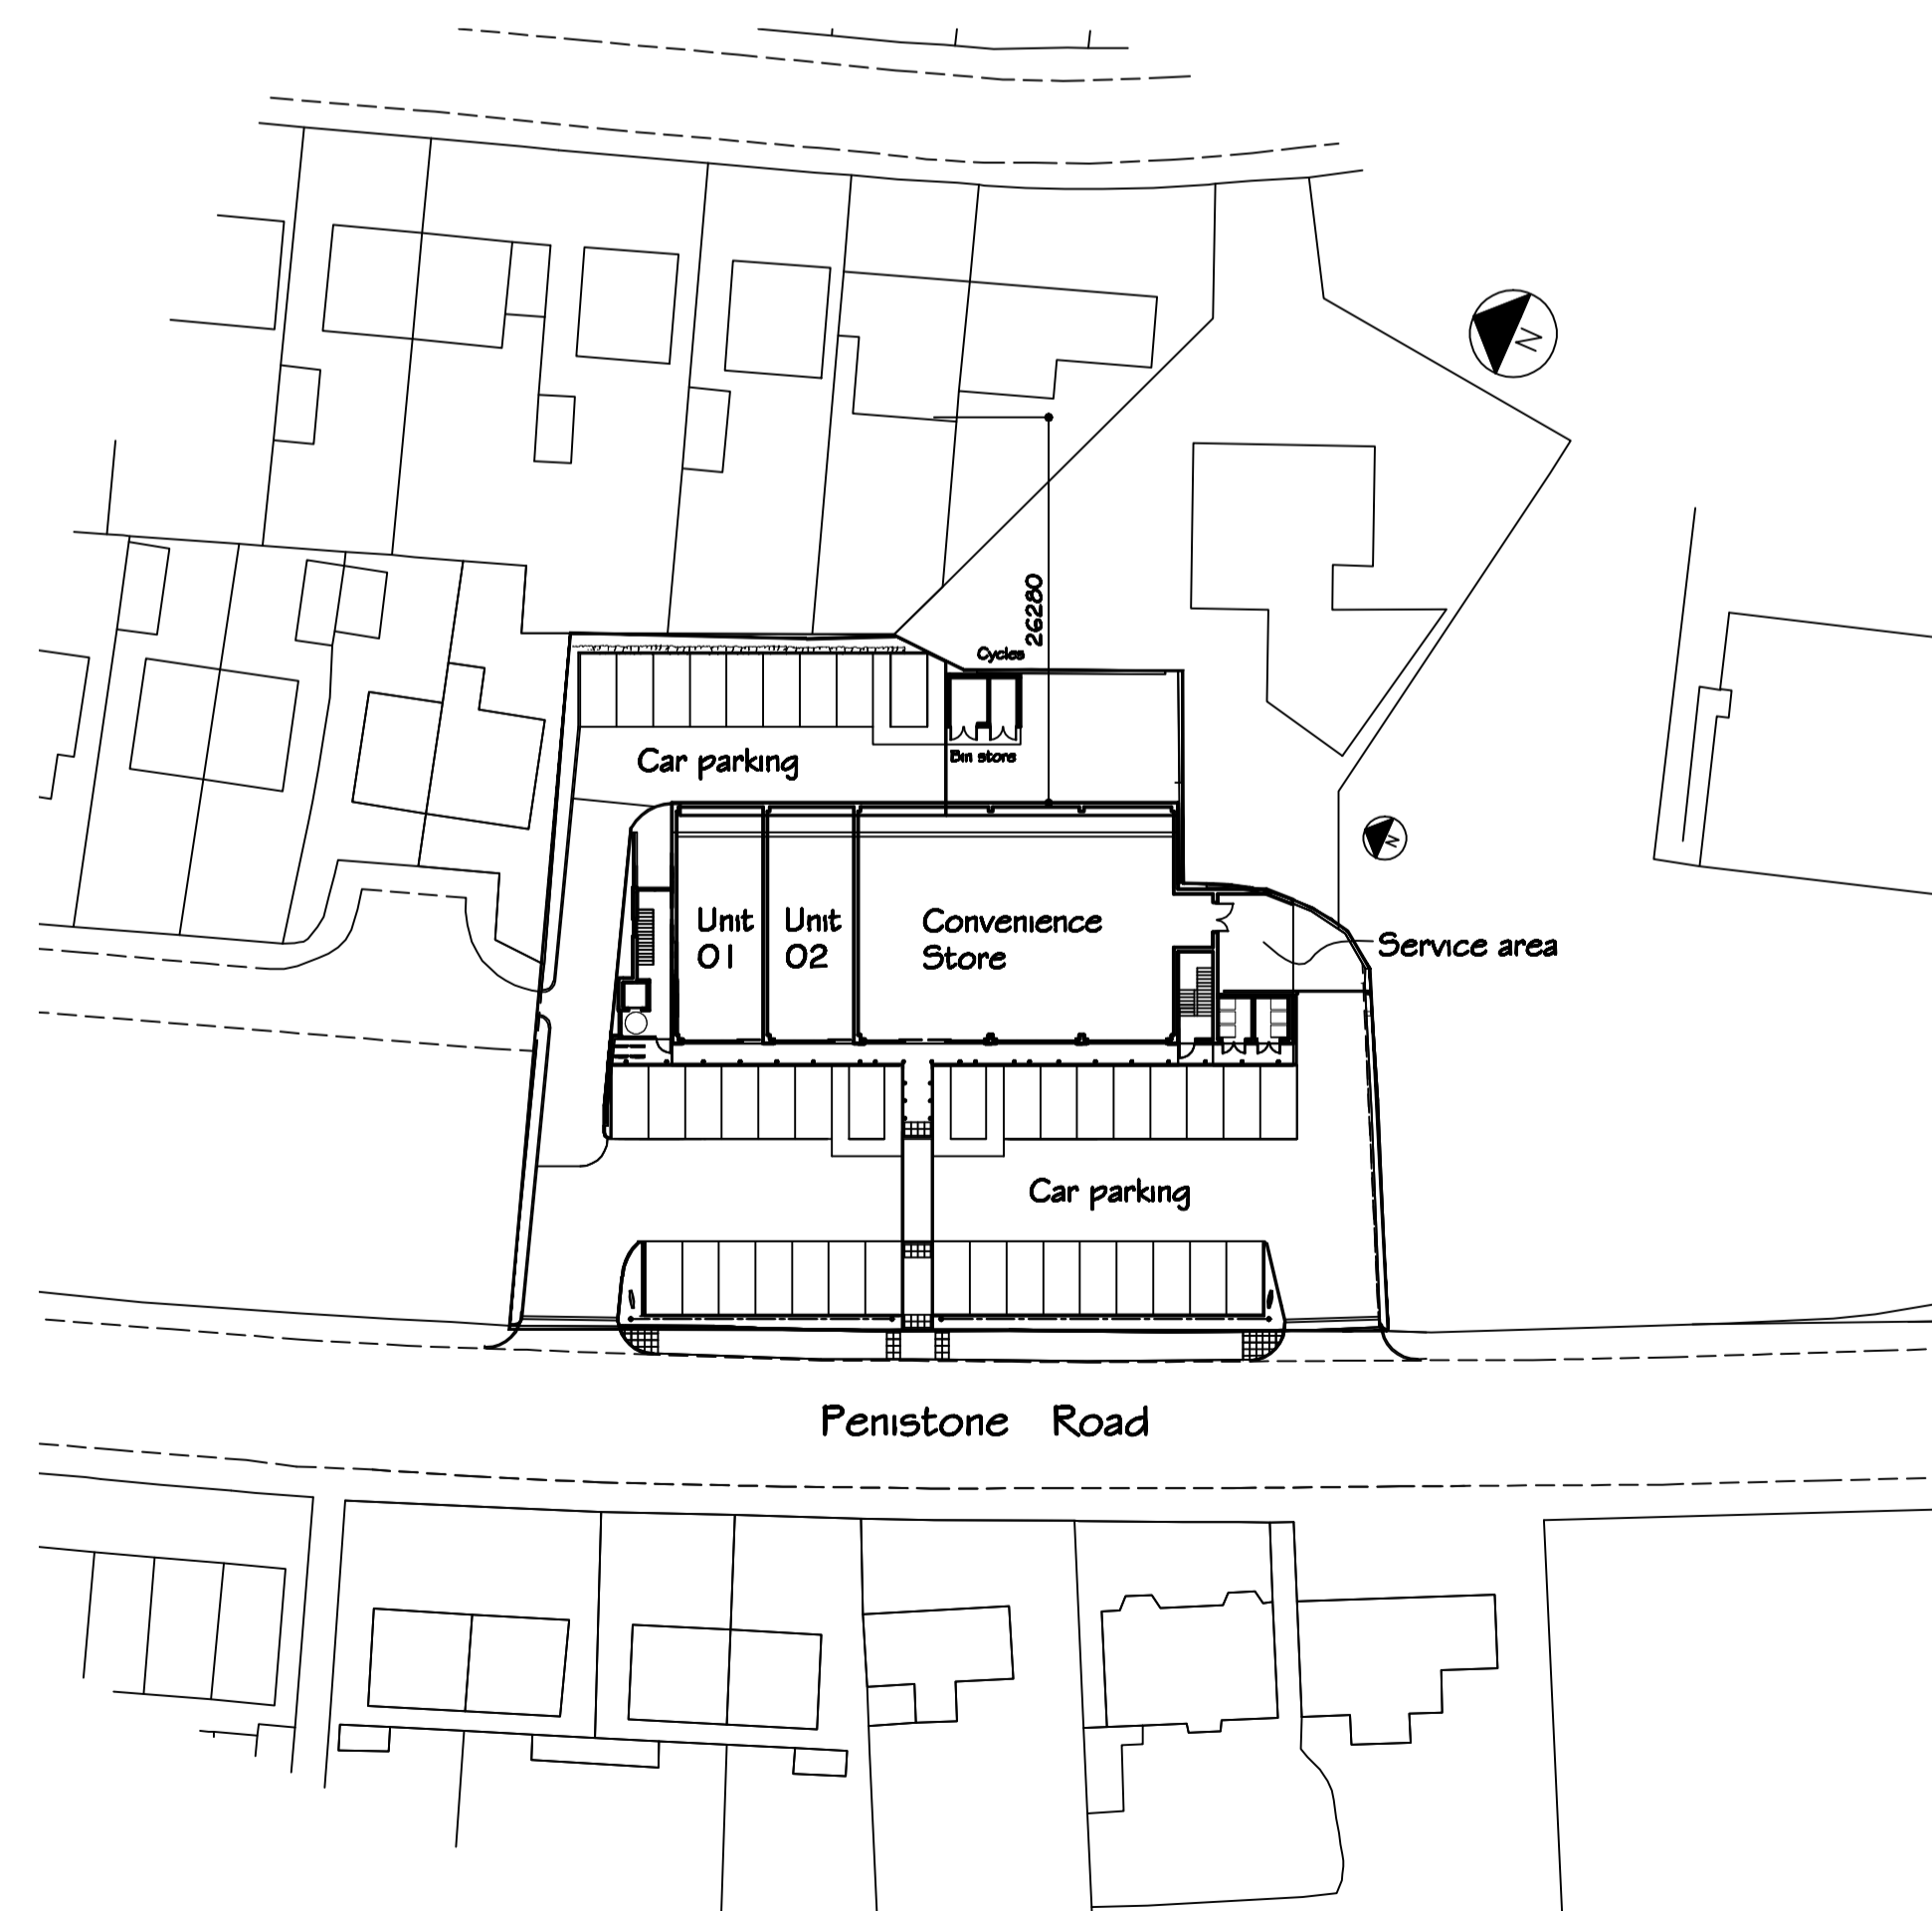 N
26280
Cycles
Car parking
Bin store
N
Unit
01
Unit
02
Convenience
Store
Service area
Car parking
Penistone Road